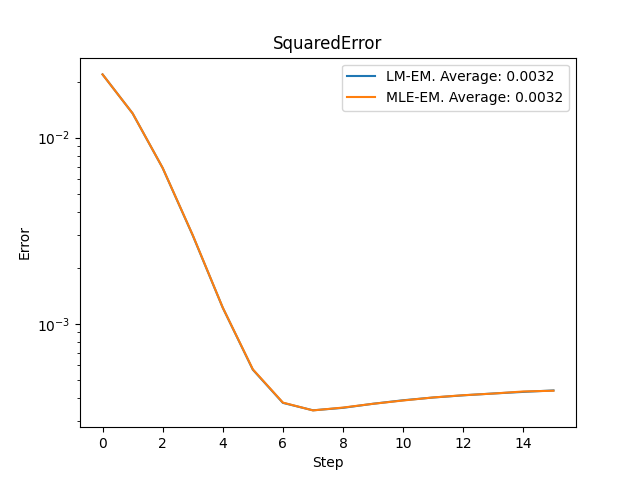 SquaredError
LM-EM. Average: 0.0032
MLE-EM. Average: 0.0032
10⁻²
10⁻³
Error
0 2 4 6 8 10 12 14
Step